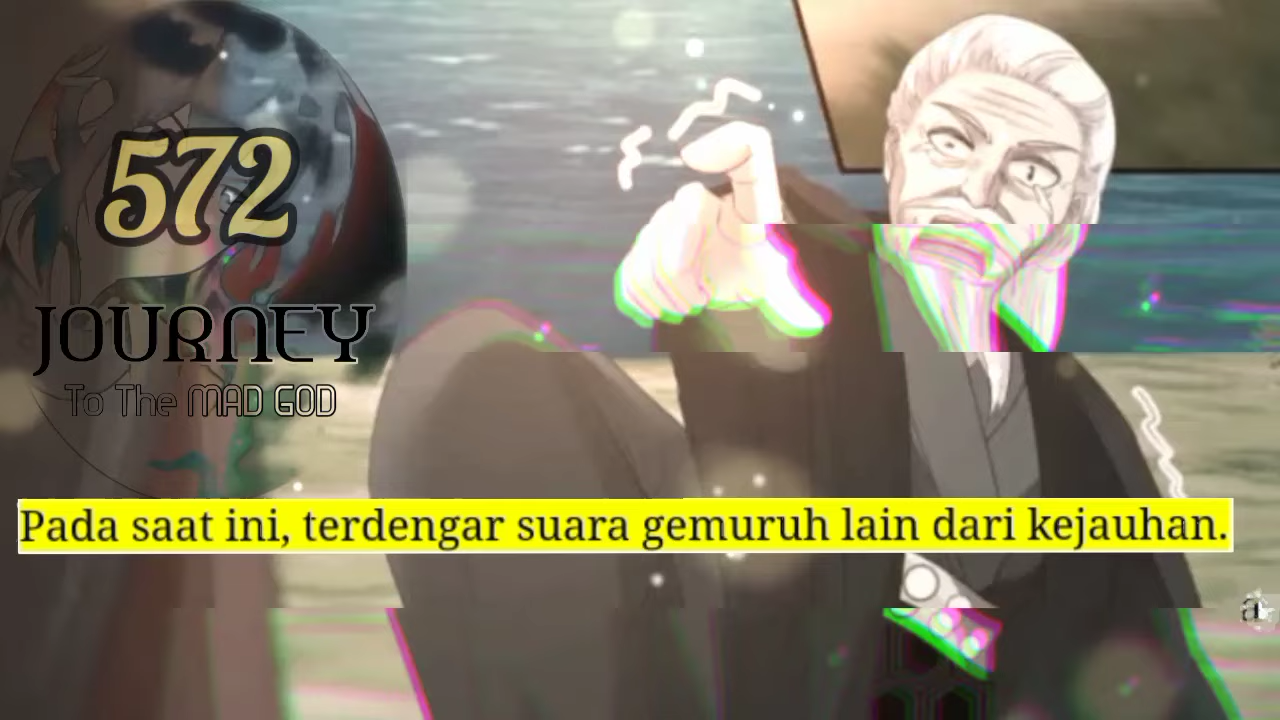 572
JOURNEY
To The MAD GOD
Pada saat ini, terdengar suara gemuruh lain dari kejauhan.
a